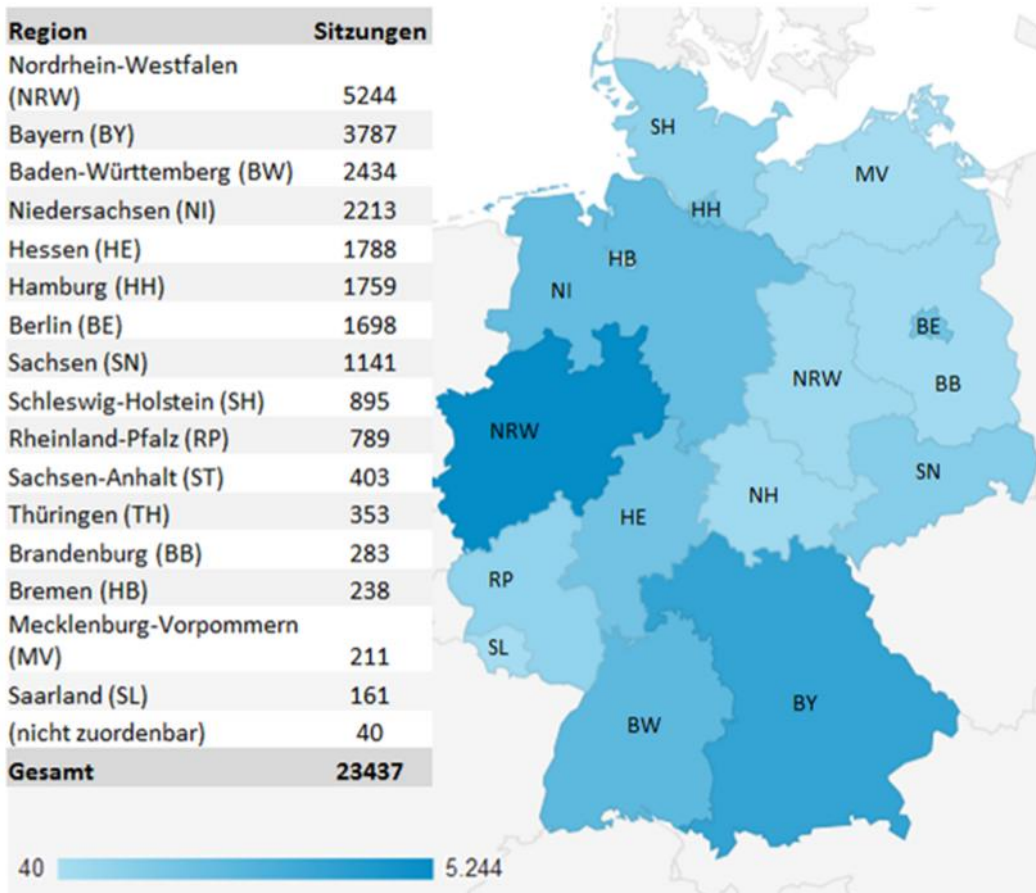 Region Sitzungen
Nordrhein-Westfalen
(NRW) 5244
Bayern (BY) 3787
Baden-Württemberg (BW) 2434
Niedersachsen (NI) 2213
Hessen (HE) 1788
Hamburg (HH) 1759
Berlin (BE) 1698
Sachsen (SN) 1141
Schleswig-Holstein (SH) 895
Rheinland-Pfalz (RP) 789
Sachsen-Anhalt (ST) 403
Thüringen (TH) 353
Brandenburg (BB) 283
Bremen (HB) 238
Mecklenburg-Vorpommern
(MV) 211
Saarland (SL) 161
(nicht zuordenbar) 40
Gesamt 23437
40 5.244
SH
MV
HH
HB
NI
BE
NRW
BB
NRW
SN
NH
HE
RP
SL
BW
BY